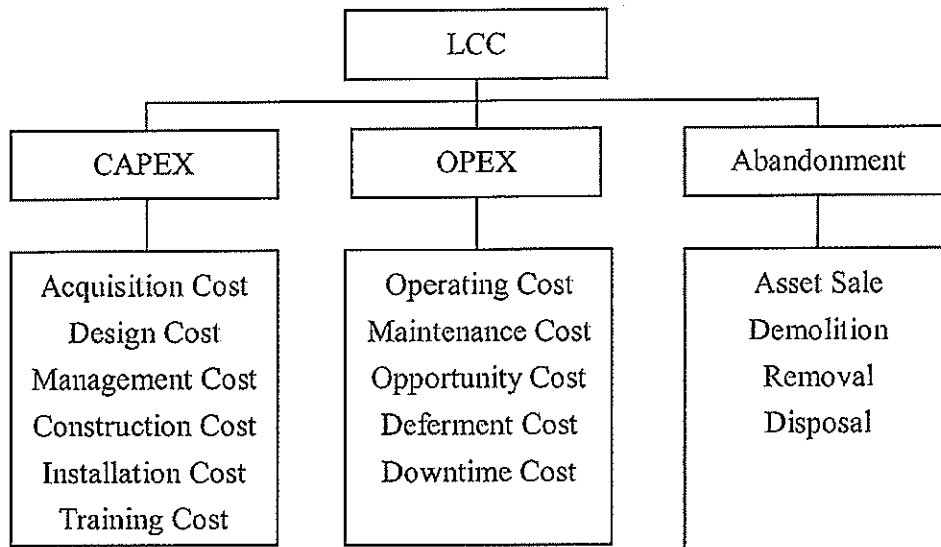 LCC
CAPEX
OPEX
Abandonment
Acquisition Cost
Design Cost
Management Cost
Construction Cost
Installation Cost
Training Cost
Operating Cost
Maintenance Cost
Opportunity Cost
Deferment Cost
Downtime Cost
Asset Sale
Demolition
Removal
Disposal